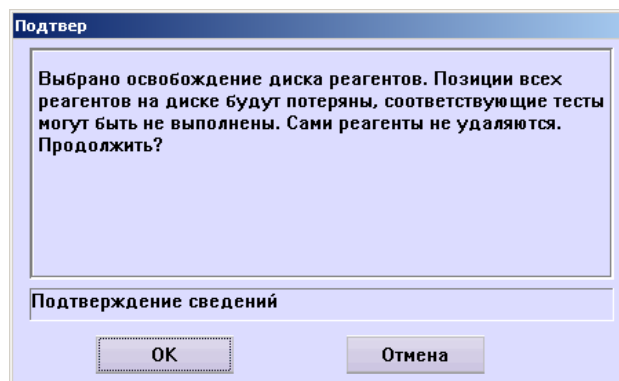 Подтвер
Выбрано освобождение диска реагентов. Позиции всех
реагентов на диске будут потеряны, соответствующие тесты
могут быть не выполнены. Сами реагенты не удаляются.
Продолжить?
Подтверждение сведений
OK
Отмена